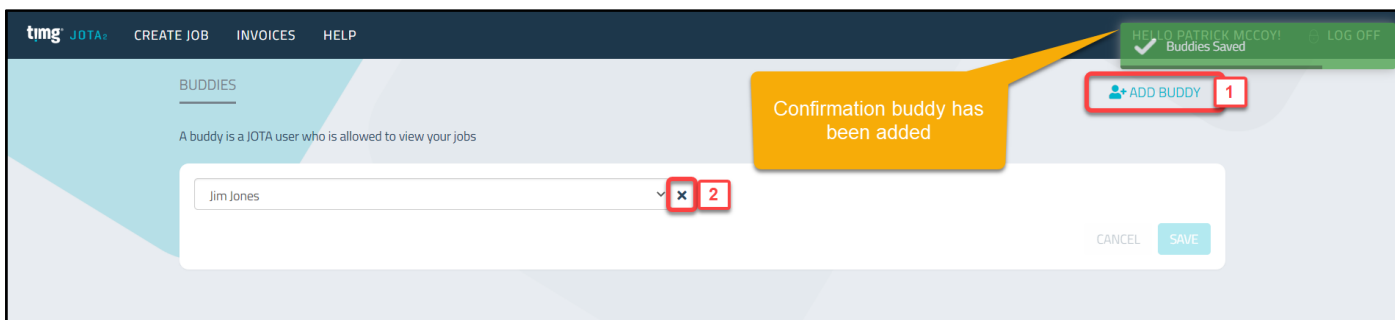 timg JOTA2 CREATE JOB INVOICES HELP HELLO PATRICK MCCOY! LOG OFF
Buddies Saved
BUDDIES
ADD BUDDY 1
Confirmation buddy has
been added
A buddy is a JOTA user who is allowed to view your jobs
Jim Jones 2
CANCEL SAVE